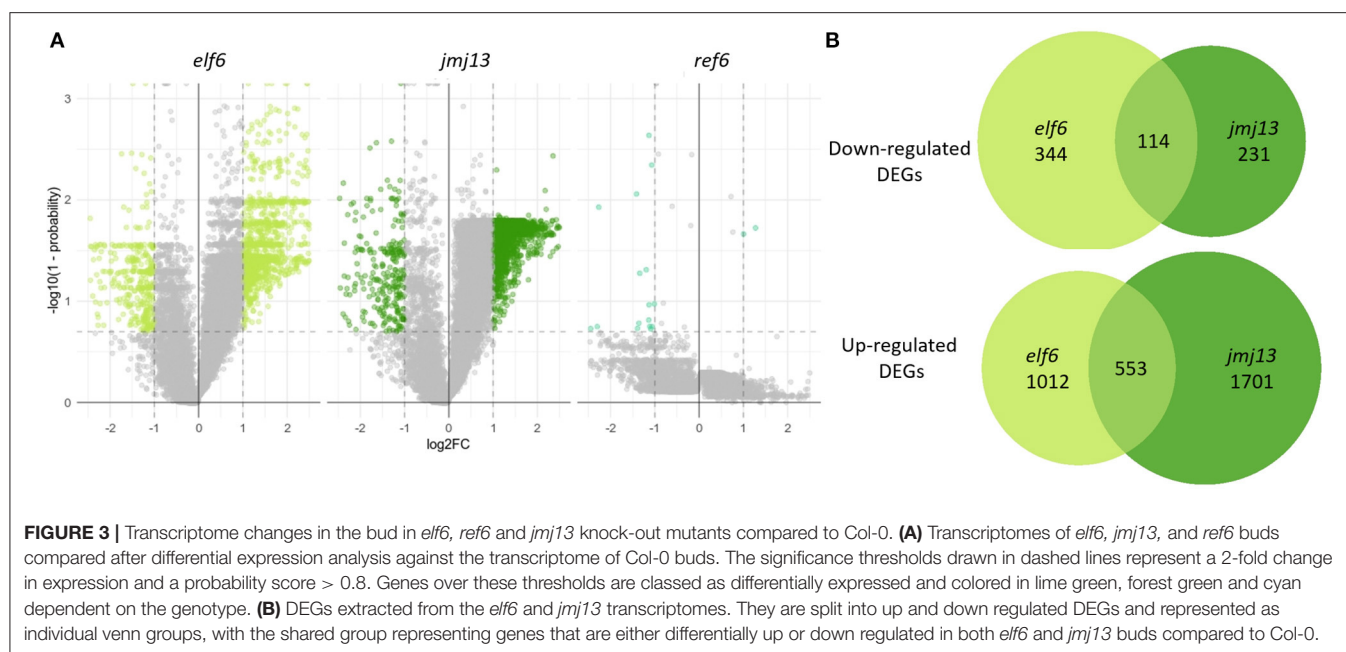 A
B
elf6
jmj13
ref6
-log10(1 - probability)
3
2
1
0
-2 -1 0 1 2
-2 -1 0 1 2
-2 -1 0 1 2
log2FC
Down-regulated
DEGs
elf6
344
114
jmj13
231
Up-regulated
DEGs
elf6
1012
553
jmj13
1701
FIGURE 3 | Transcriptome changes in the bud in elf6, ref6 and jmj13 knock-out mutants compared to Col-0. (A) Transcriptomes of elf6, jmj13, and ref6 buds
compared after differential expression analysis against the transcriptome of Col-0 buds. The significance thresholds drawn in dashed lines represent a 2-fold change
in expression and a probability score > 0.8. Genes over these thresholds are classed as differentially expressed and colored in lime green, forest green and cyan
dependent on the genotype. (B) DEGs extracted from the elf6 and jmj13 transcriptomes. They are split into up and down regulated DEGs and represented as
individual venn groups, with the shared group representing genes that are either differentially up or down regulated in both elf6 and jmj13 buds compared to Col-0.